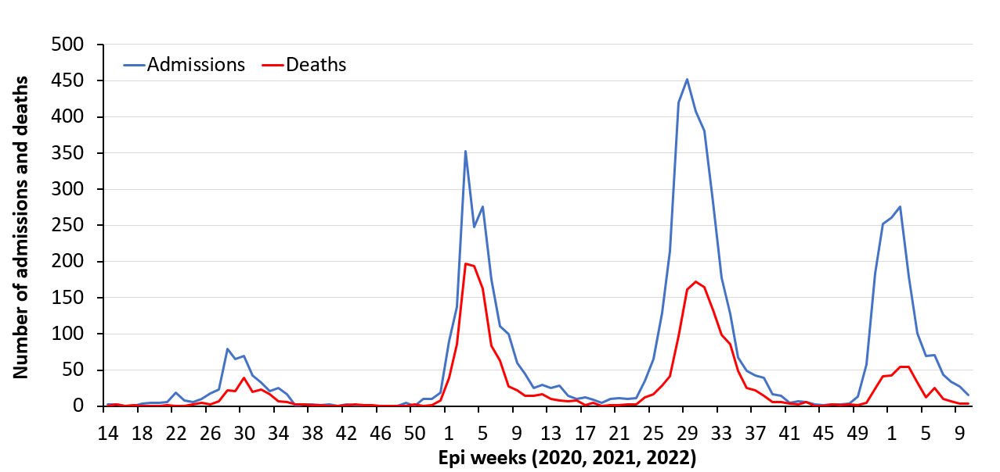 Admissions Deaths
Number of admissions and deaths
500
450
400
350
300
250
200
150
100
50
0
14 18 22 26 30 34 38 42 46 50 1 5 9 13 17 21 25 29 33 37 41 45 49 1 5 9
Epi weeks (2020, 2021, 2022)